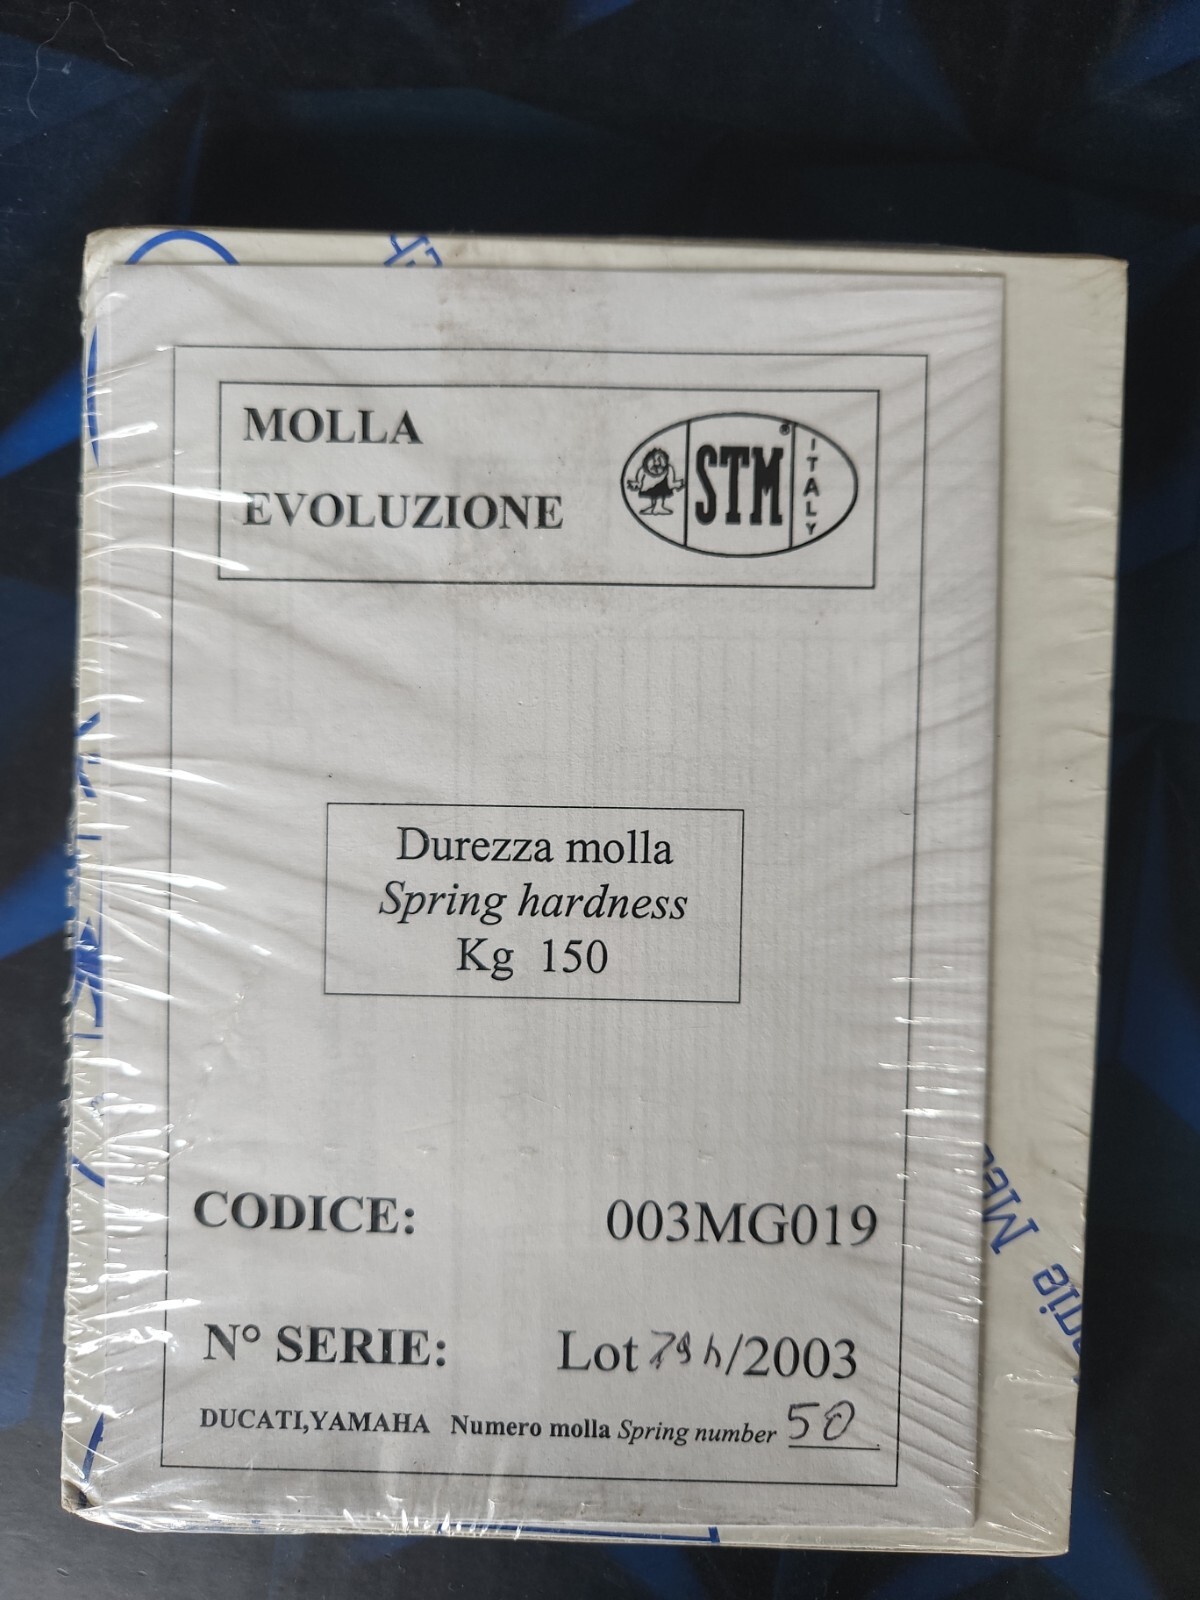 MOLLA
EVOLUZIONE
STM®
ITALY
Durezza molla
Spring hardness
Kg 150
CODICE: 003MG019
N° SERIE: Lot /2003
DUCATI,YAMAHA Numero molla Spring number 50